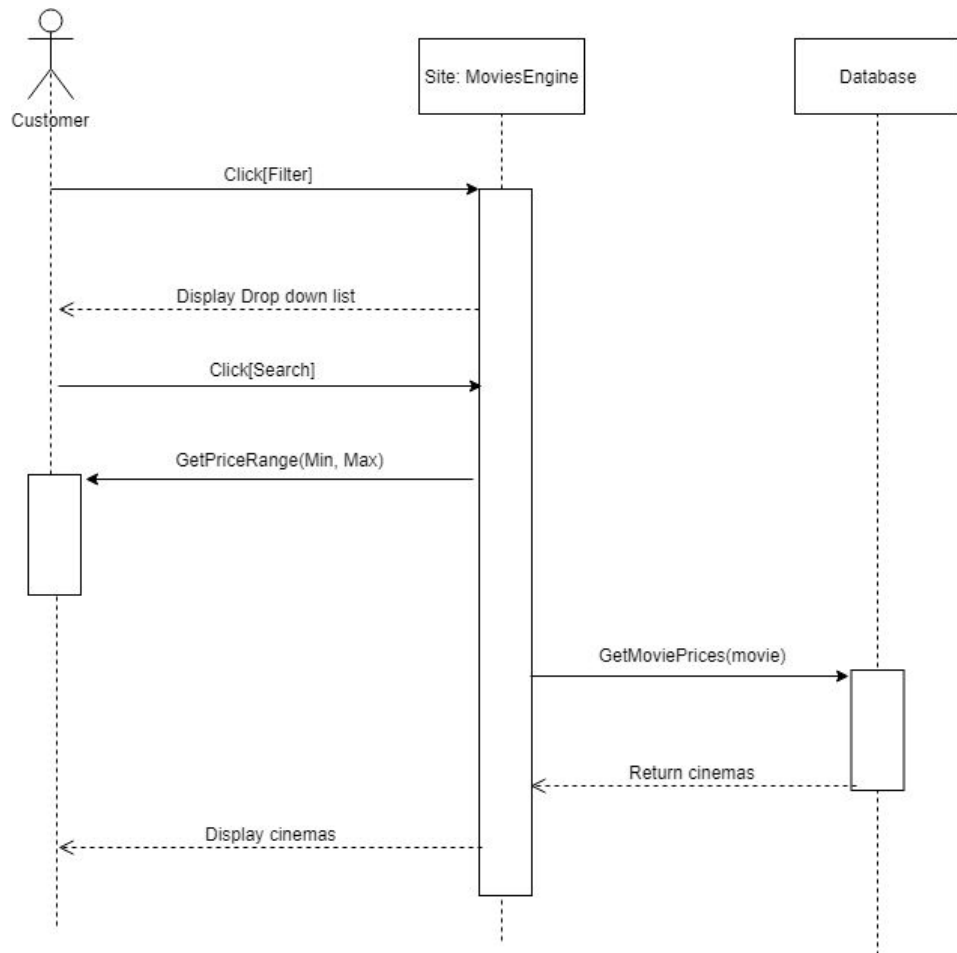 Customer
Site: MoviesEngine
Database
Click[Filter]
Display Drop down list
Click[Search]
GetPriceRange(Min, Max)
GetMoviePrices(movie)
Return cinemas
Display cinemas